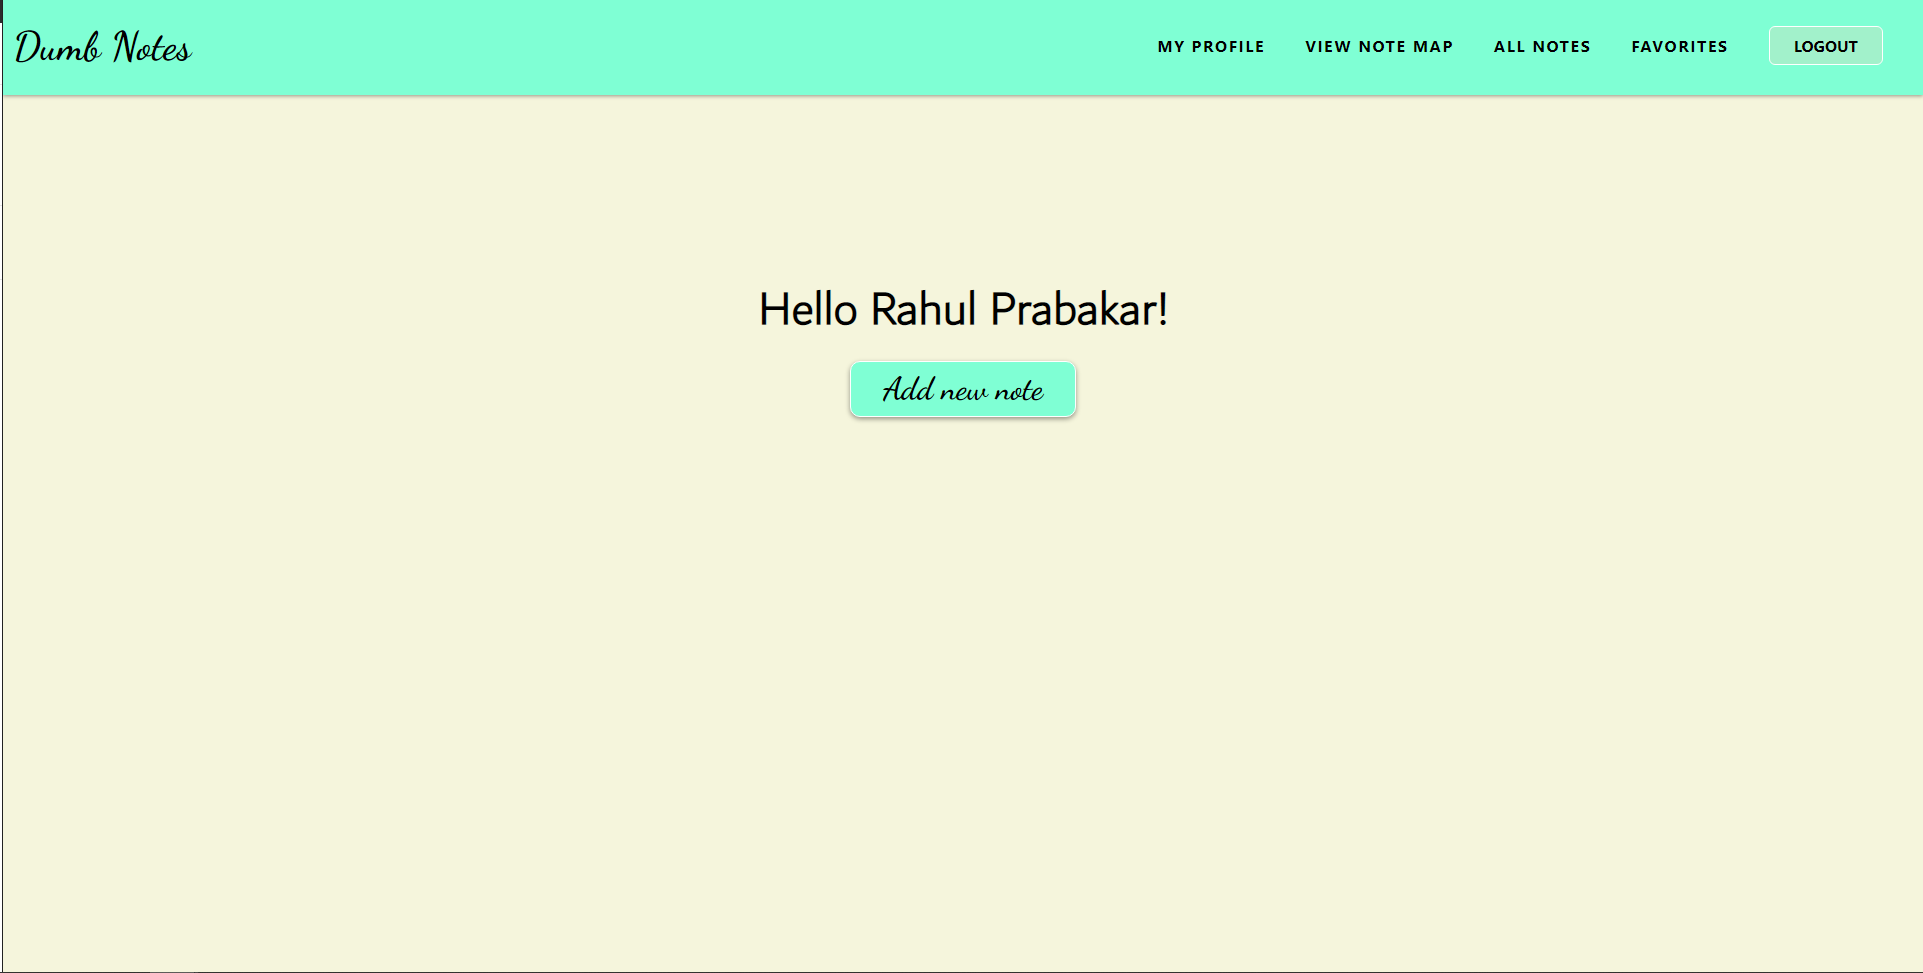 Dumb Notes
MY PROFILE VIEW NOTE MAP ALL NOTES FAVORITES LOGOUT
Hello Rahul Prabakar!
Add new note